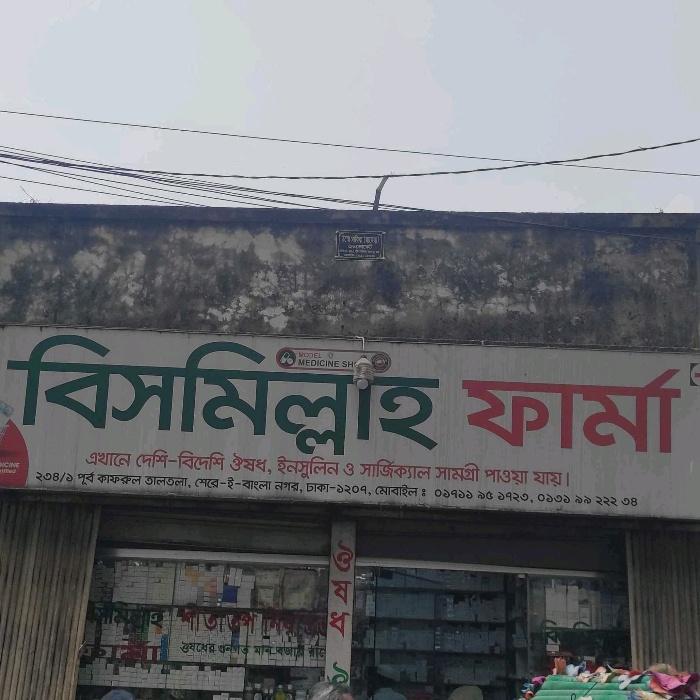 MODEL
MEDICINE SHOP
বিসমিল্লাহ ফার্মা
এখানে দেশি-বিদেশি ঔষধ, ইনসুলিন ও সার্জিক্যাল সামগ্রী পাওয়া যায়।
২৩৪/১ পূর্ব কাফরুল তালতলা, শেরে-ই-বাংলা নগর, ঢাকা-১২০৭, মোবাইল : ০১৭১১ ৯৫ ১৭২৩, ০১৩১ ৯৯ ২২২ ৩৪
ঔষধ